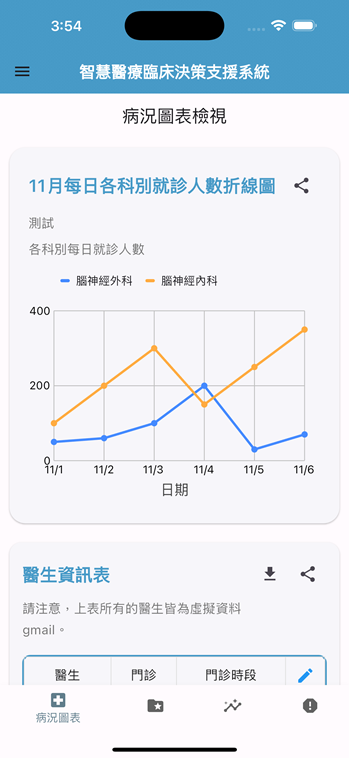 3:54
智慧醫療臨床決策支援系統
病況圖表檢視
11月每日各科別就診人數折線圖
測試
各科別每日就診人數
腦神經外科 腦神經內科
400
200
0
11/1 11/2 11/3 11/4 11/5 11/6
日期
醫生資訊表
請注意，上表所有的醫生皆為虛擬資料
gmail。
醫生 門診 門診時段
病況圖表